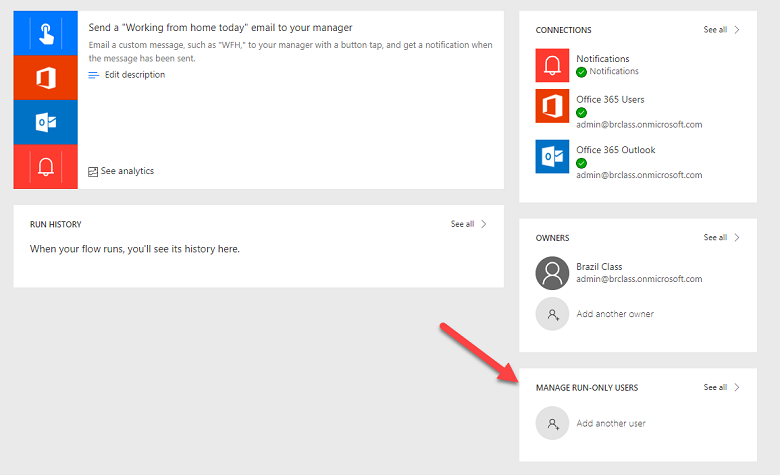 Send a "Working from home today" email to your manager
Email a custom message, such as "WFH," to your manager with a button tap, and get a notification when
the message has been sent.
Edit description
See analytics
RUN HISTORY
See all
When your flow runs, you'll see its history here.
CONNECTIONS
See all
Notifications
Notifications
Office 365 Users
admin@brclass.onmicrosoft.com
Office 365 Outlook
admin@brclass.onmicrosoft.com
OWNERS
See all
Brazil Class
admin@brclass.onmicrosoft.com
Add another owner
MANAGE RUN-ONLY USERS
See all
Add another user